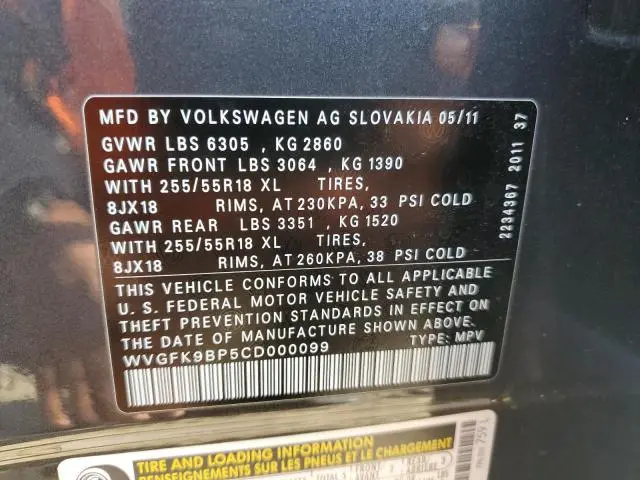 MFD BY VOLKSWAGEN AG SLOVAKIA 05/11
GVWR LBS 6305 , KG 2860
GAWR FRONT LBS 3064 , KG 1390
WITH 255/55R18 XL TIRES,
8JX18 RIMS, AT 230KPA, 33 PSI COLD
GAWR REAR LBS 3351 , KG 1520
WITH 255/55R18 XL TIRES,
8JX18 RIMS, AT 260KPA, 38 PSI COLD
THIS VEHICLE CONFORMS TO ALL APPLICABLE
U. S. FEDERAL MOTOR VEHICLE SAFETY AND
THEFT PREVENTION STANDARDS IN EFFECT ON
THE DATE OF MANUFACTURE SHOWN ABOVE.
WVGFK9BP5CD000099 TYPE: MPV
2234367 2011 37
TIRE AND LOADING INFORMATION
RENSEIGNEMENTS SUR LES PNEUS ET LE CHARGEMENT